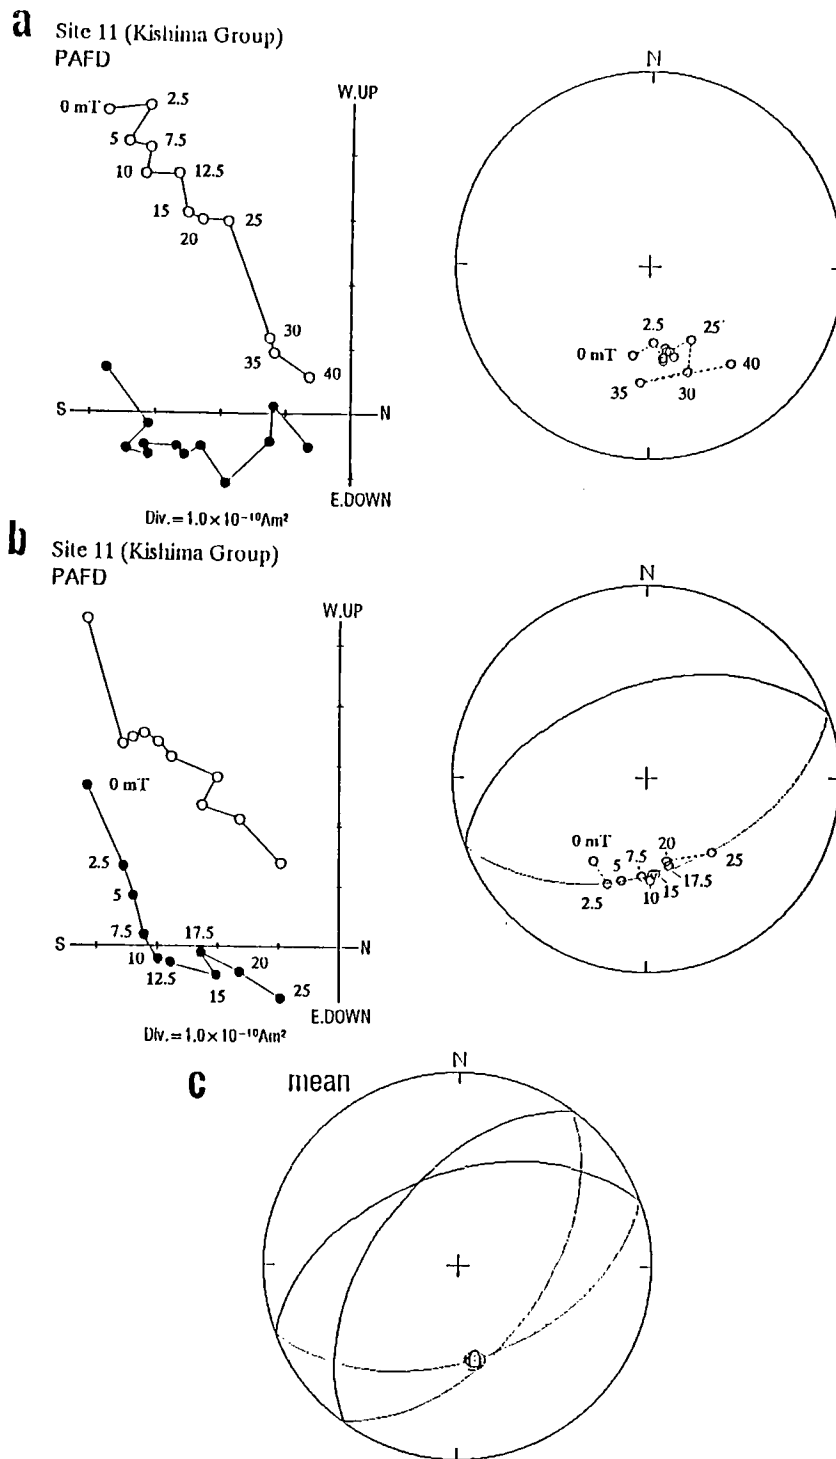 a
Site 11 (Kishima Group)
PAFD
W.UP
0 mT
2.5
5
7.5
10
12.5
15
20
25
30
35
40
S
N
E.DOWN
Div.=1.0×10⁻¹⁰Am²
N
2.5
25
0 mT
35
30
40
b
Site 11 (Kishima Group)
PAFD
W.UP
0 mT
2.5
5
7.5
10
12.5
17.5
15
20
25
S
N
E.DOWN
Div.=1.0×10⁻¹⁰Am²
N
0 mT
2.5
5
7.5
10
15
20
17.5
25
c
mean
N